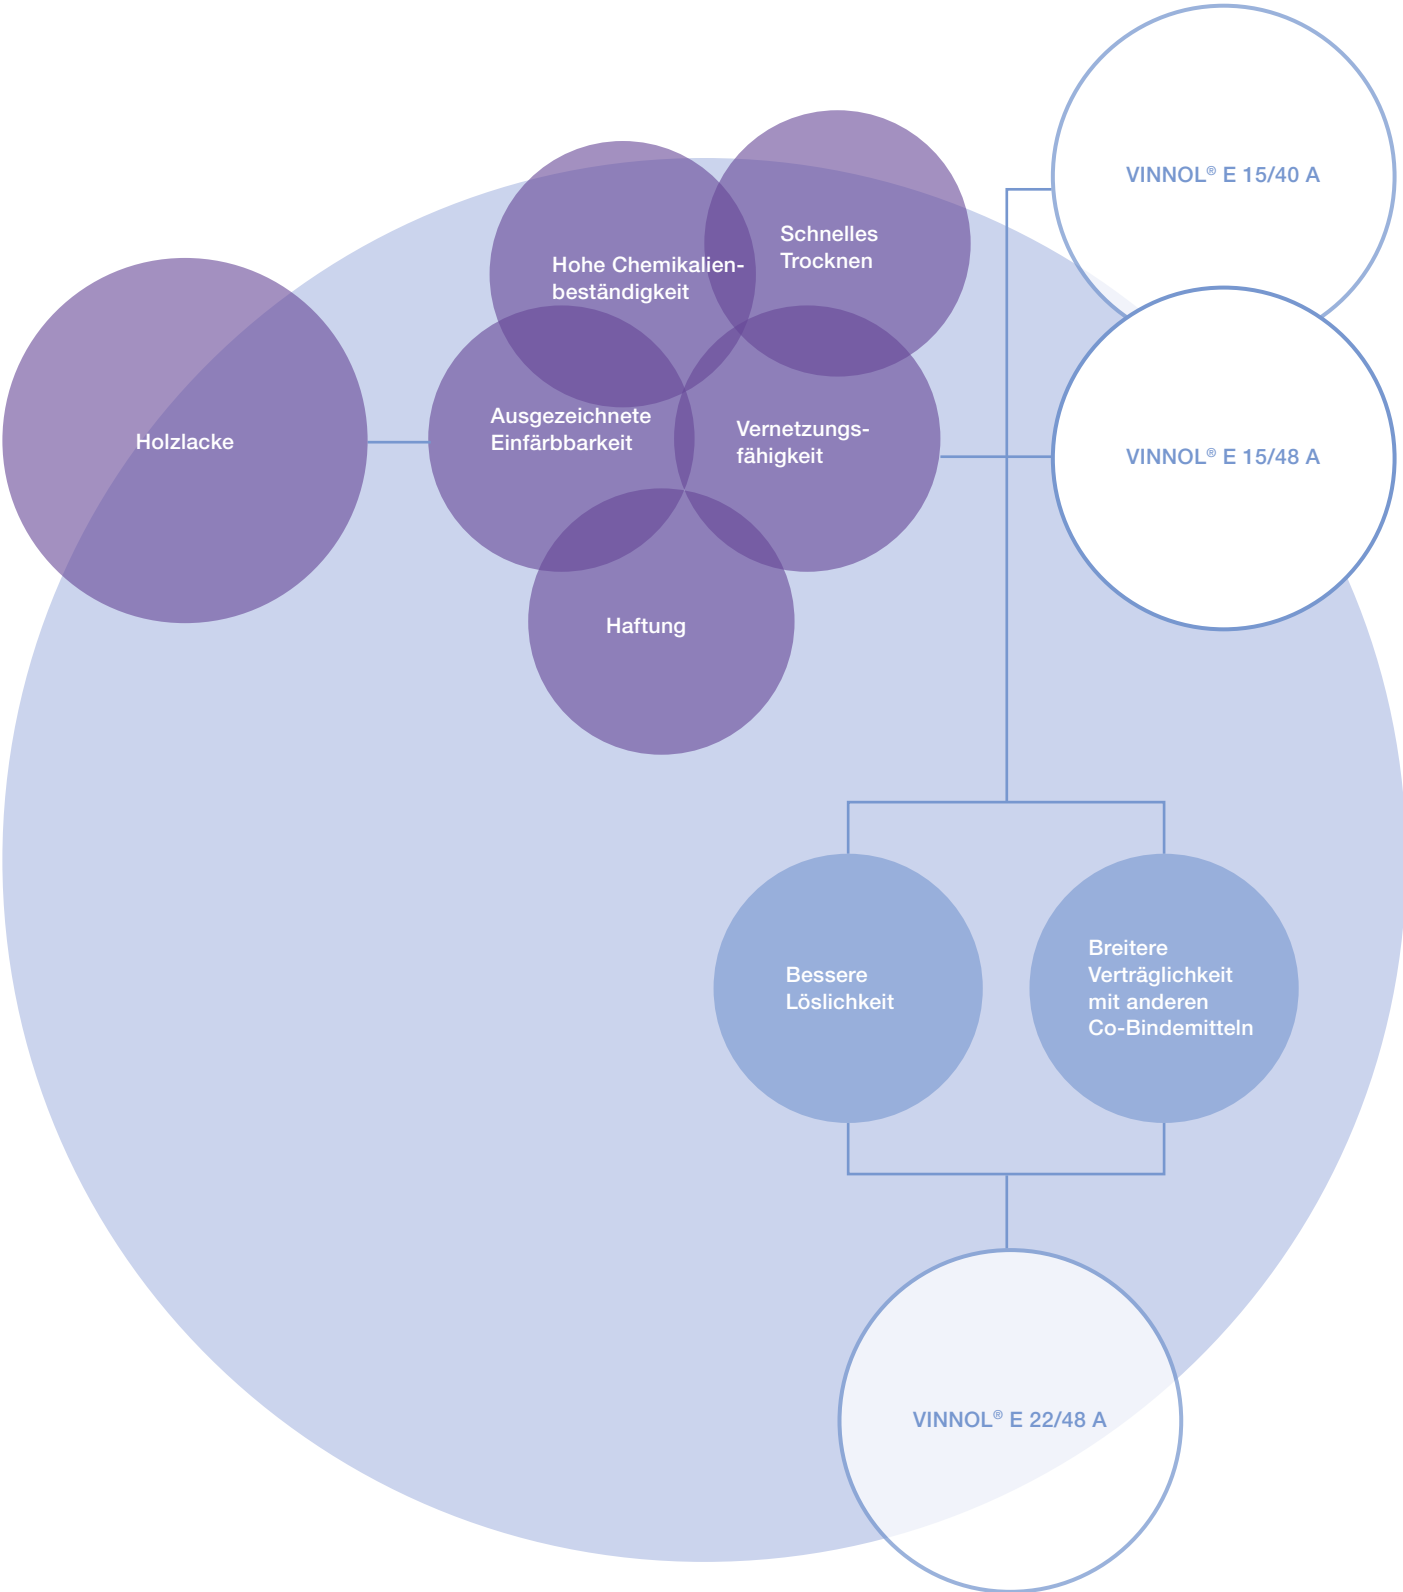 VINNOL® E 15/40 A
Schnelles
Trocknen
Hohe Chemikalien-
beständigkeit
Ausgezeichnete
Einfärbbarkeit
Vernetzungs-
fähigkeit
Holzlacke
VINNOL® E 15/48 A
Haftung
Bessere
Löslichkeit
Breitere
Verträglichkeit
mit anderen
Co-Bindemitteln
VINNOL® E 22/48 A